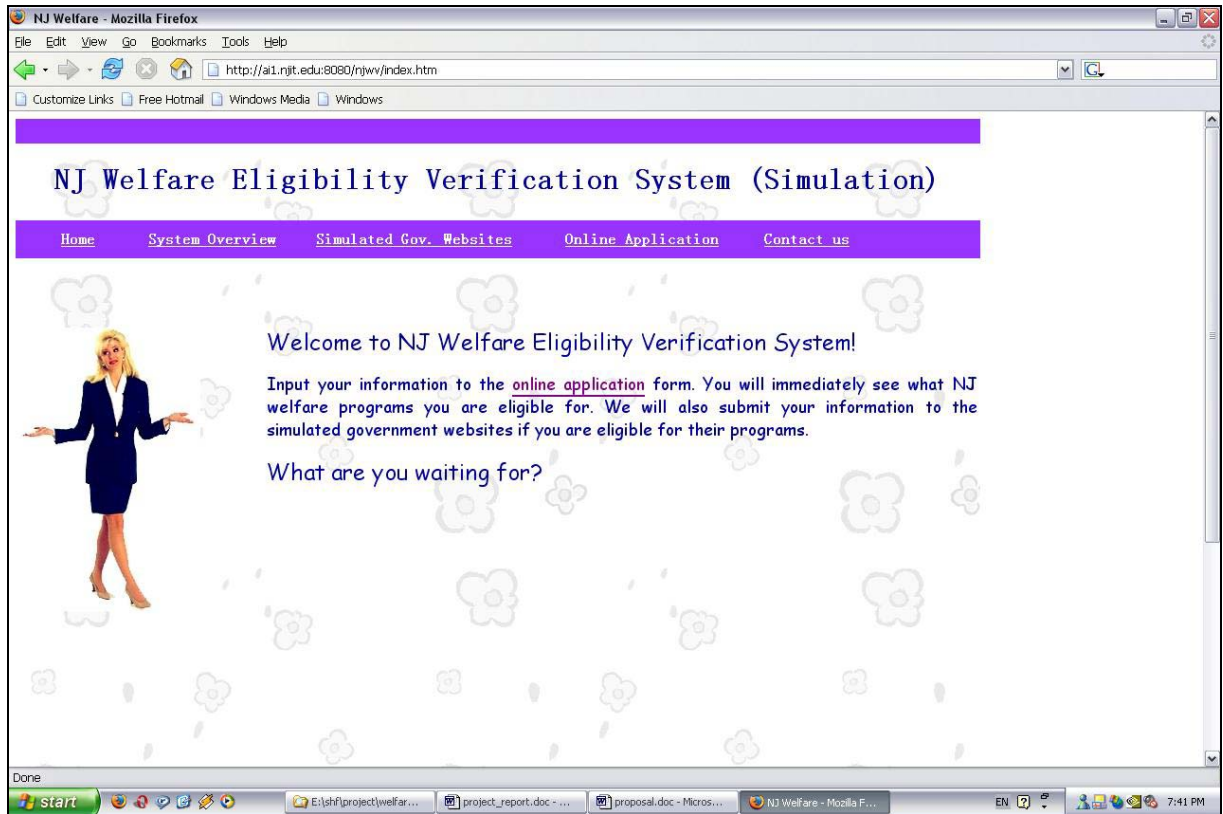 NJ Welfare - Mozilla Firefox
File Edit View Go Bookmarks Tools Help
http://ai1.njit.edu:8080/njwv/index.htm
G
Customize Links Free Hotmail Windows Media Windows
NJ Welfare Eligibility Verification System (Simulation)
Home System Overview Simulated Gov. Websites Online Application Contact us
Welcome to NJ Welfare Eligibility Verification System!
Input your information to the online application form. You will immediately see what NJ
welfare programs you are eligible for. We will also submit your information to the
simulated government websites if you are eligible for their programs.
What are you waiting for?
Done
start E:\shf\project\welfar... project_report.doc - ... proposal.doc - Micros... NJ Welfare - Mozilla F... EN 7:41 PM